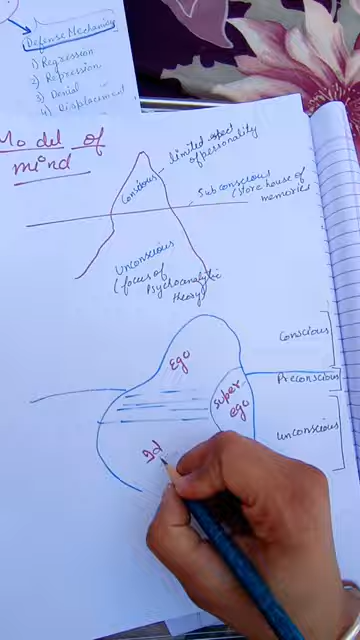 Defense Mechanism
1) Regression
2) Repression
3) Denial
4) Displacement
Model of
mind
limited aspect
of personality
Conscious
Subconscious
(store house of
memories
Unconscious
(focus of
Psychoanalytic
theory)
ego
Conscious
Preconscious
super-
ego
Unconscious
Id